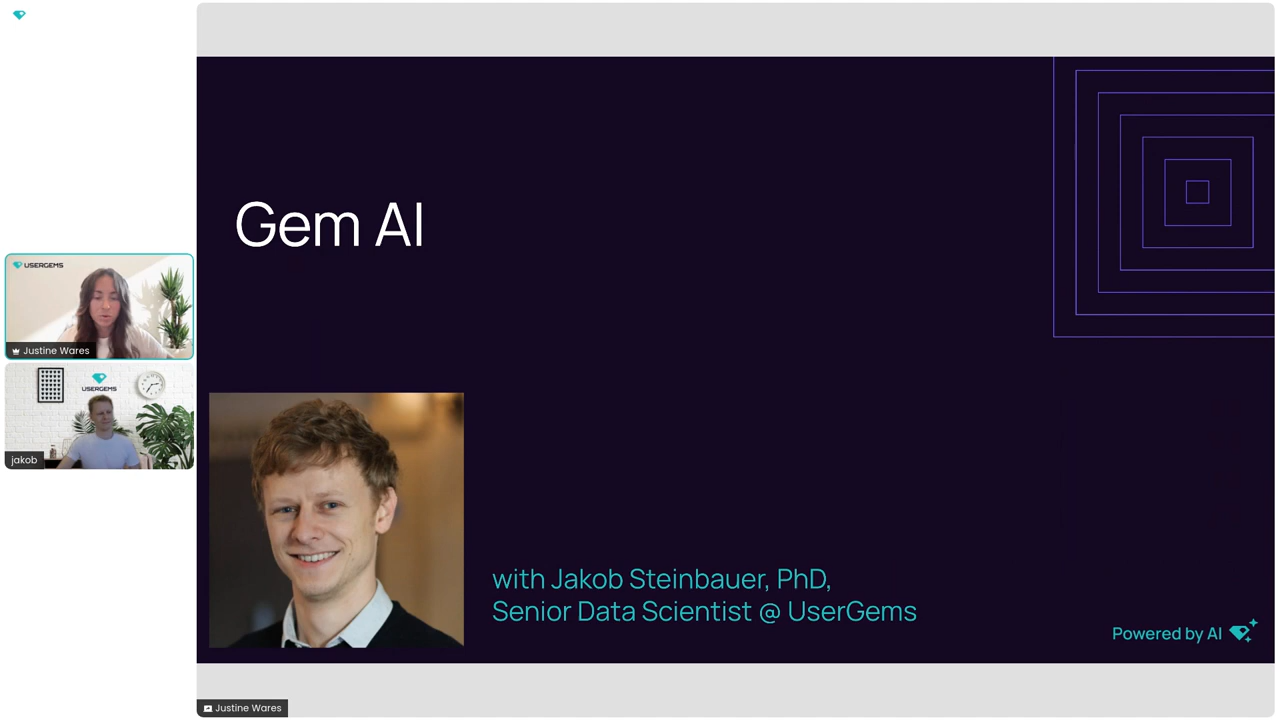 Gem AI
with Jakob Steinbauer, PhD,
Senior Data Scientist @ UserGems
Powered by AI
USERGEMS
Justine Wares
USERGEMS
jakob
Justine Wares